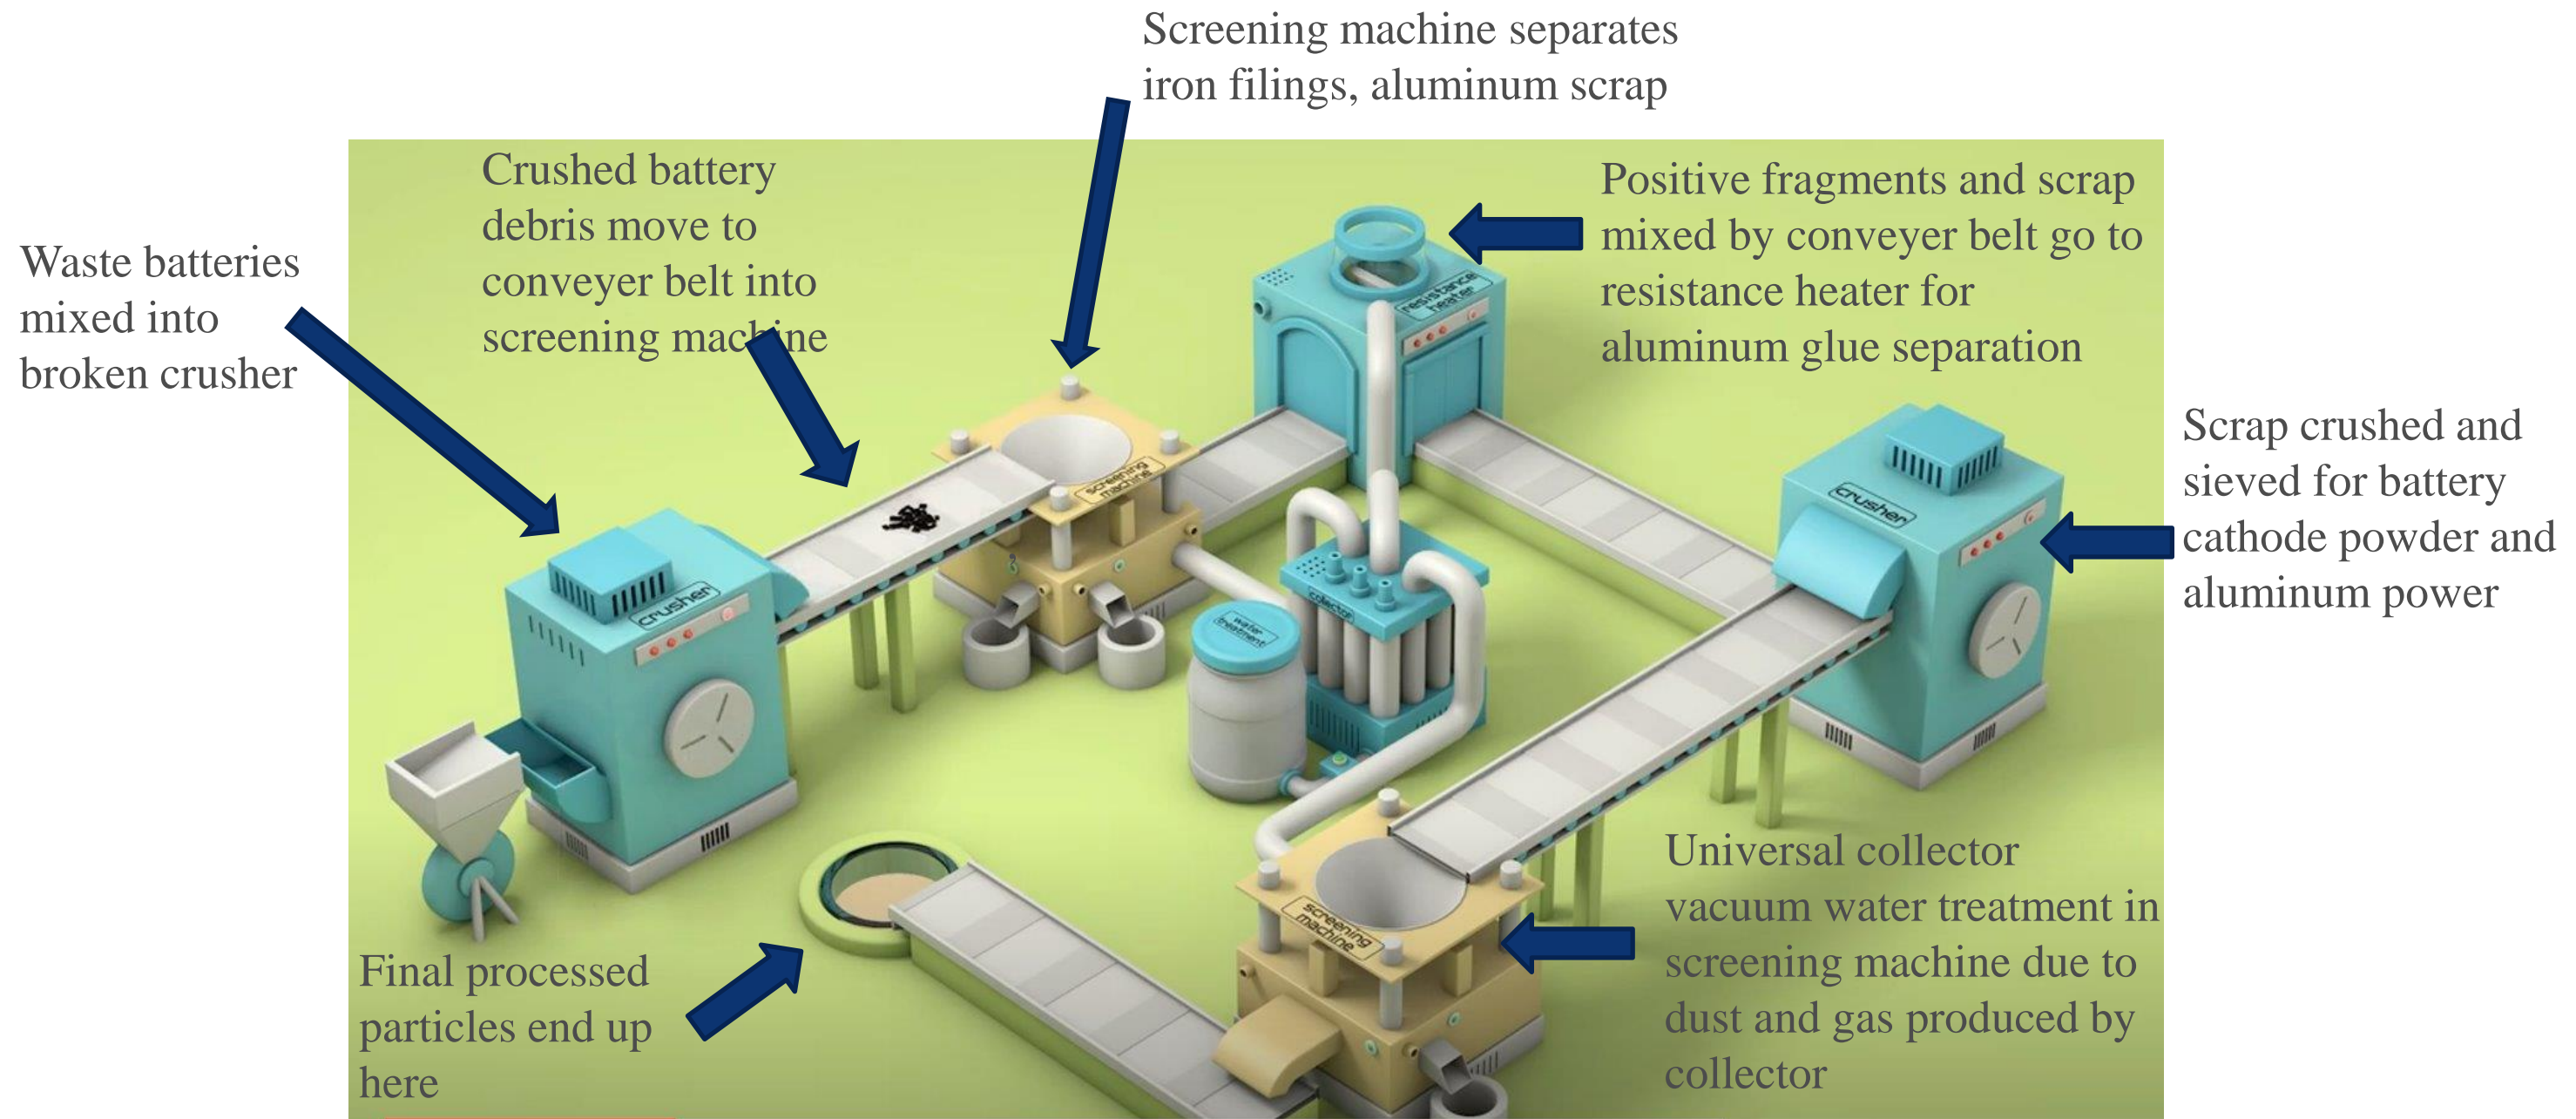 Screening machine separates
iron filings, aluminum scrap
Crushed battery
debris move to
conveyer belt into
screening machine
Positive fragments and scrap
mixed by conveyer belt go to
resistance heater for
aluminum glue separation
Waste batteries
mixed into
broken crusher
Scrap crushed and
sieved for battery
cathode powder and
aluminum power
resistance
heater
screening
machine
crusher
crusher
collector
water
treatment
screening
machine
Universal collector
vacuum water treatment in
screening machine due to
dust and gas produced by
collector
Final processed
particles end up
here